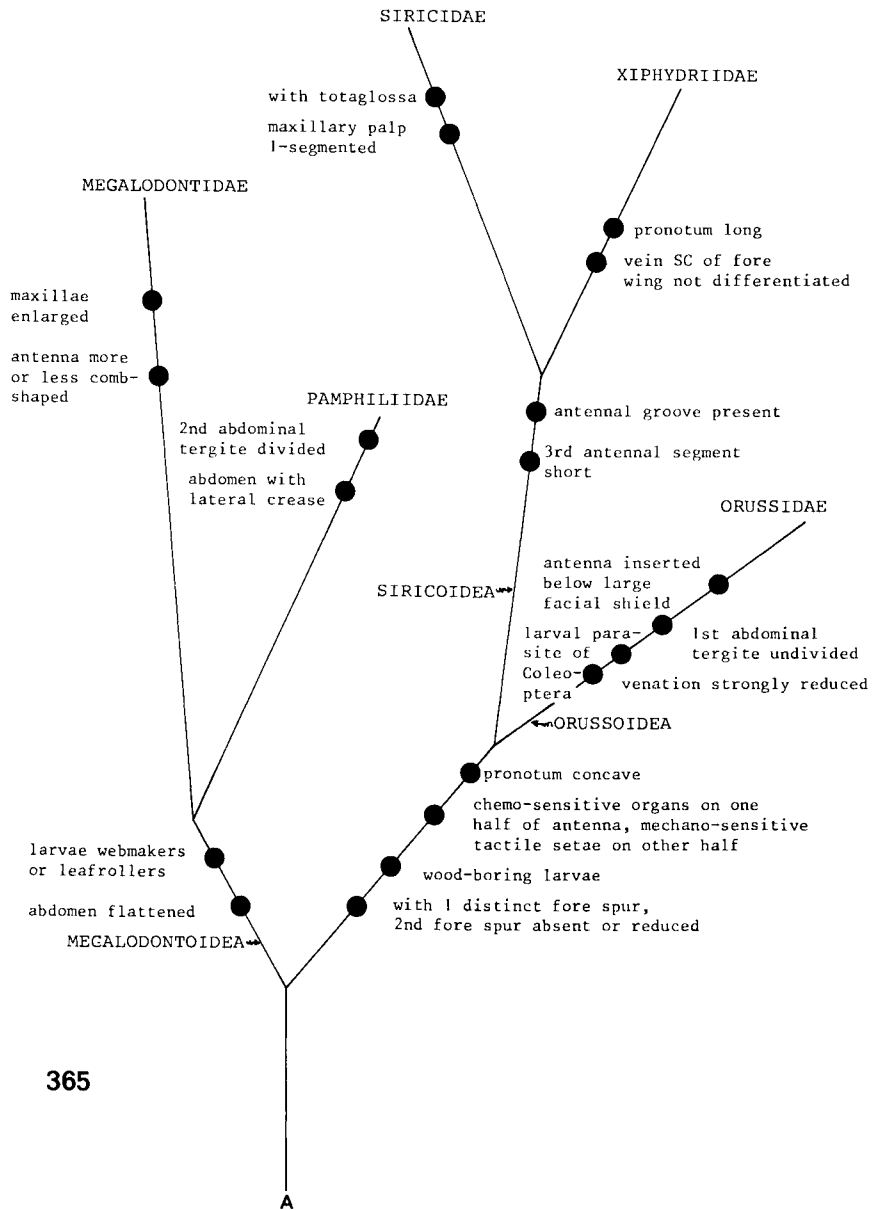 SIRICIDAE
XIPHYDRIIDAE
with totaglossa
maxillary palp
1-segmented
MEGALODONTIDAE
pronotum long
vein SC of fore
wing not differentiated
maxillae
enlarged
antenna more
or less comb-
shaped
PAMPHILIIDAE
2nd abdominal
tergite divided
abdomen with
lateral crease
antennal groove present
3rd antennal segment
short
ORUSSIDAE
antenna inserted
below large
facial shield
SIRICOIDEA
larval para-
site of
Coleo-
ptera
1st abdominal
tergite undivided
venation strongly reduced
ORUSSOIDEA
pronotum concave
chemo-sensitive organs on one
half of antenna, mechano-sensitive
tactile setae on other half
larvae webmakers
or leafrollers
wood-boring larvae
abdomen flattened
with 1 distinct fore spur,
2nd fore spur absent or reduced
MEGALODONTOIDEA
365
A